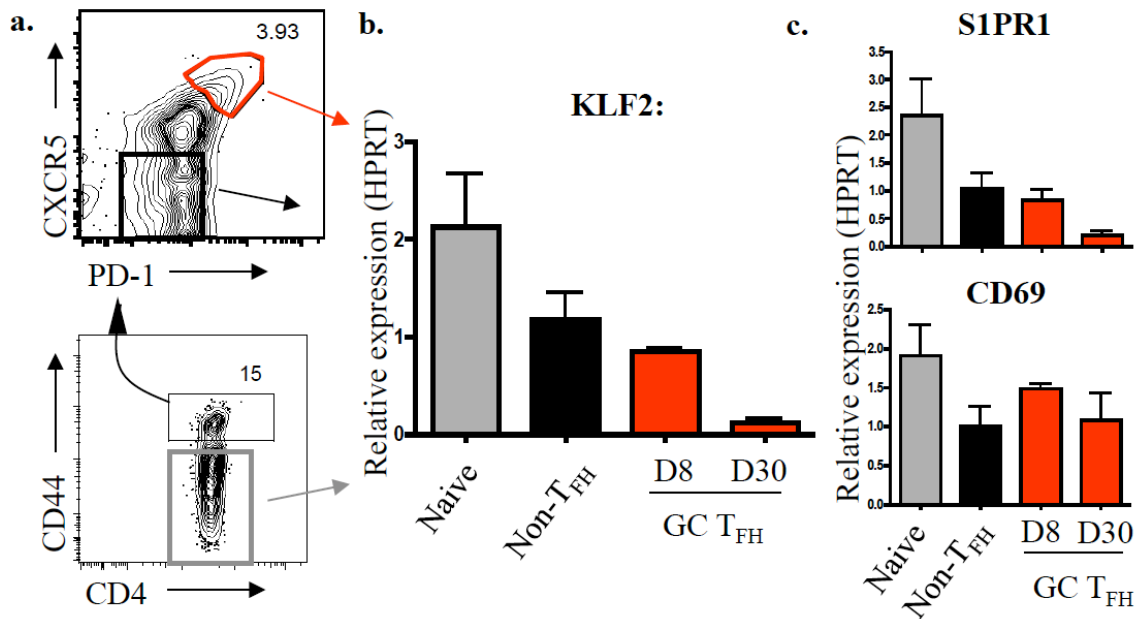 a.
3.93
CXCR5
PD-1
15
CD44
CD4
b.
KLF2:
Relative expression (HPRT)
3
2
1
0
Naive
Non-TFH
D8
D30
GC TFH
c.
S1PR1
Relative expression (HPRT)
3.5
3.0
2.5
2.0
1.5
1.0
0.5
0.0
CD69
2.5
2.0
1.5
1.0
0.5
0.0
Naive
Non-TFH
D8
D30
GC TFH